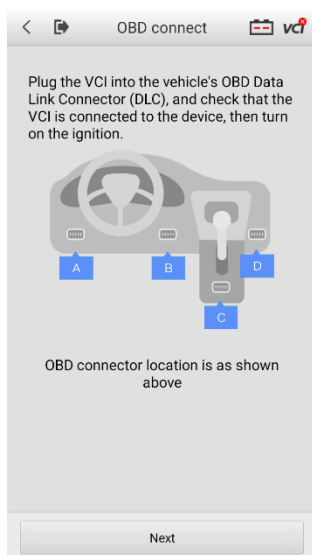 OBD connect
VCI
Plug the VCI into the vehicle's OBD Data
Link Connector (DLC), and check that the
VCI is connected to the device, then turn
on the ignition.
A
B
D
C
OBD connector location is as shown
above
Next